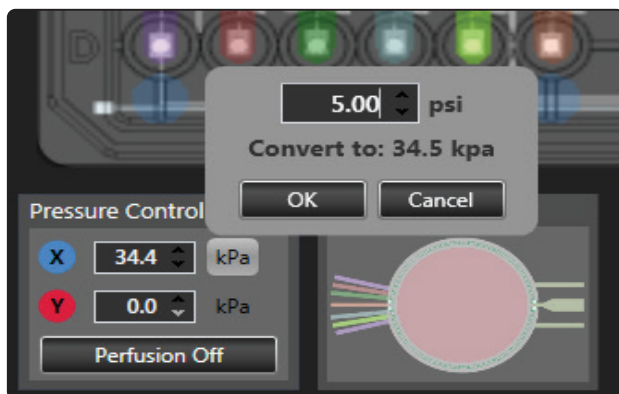 D
5.00 psi
Convert to: 34.5 kpa
OK Cancel
Pressure Control
X 34.4 kPa
Y 0.0 kPa
Perfusion Off